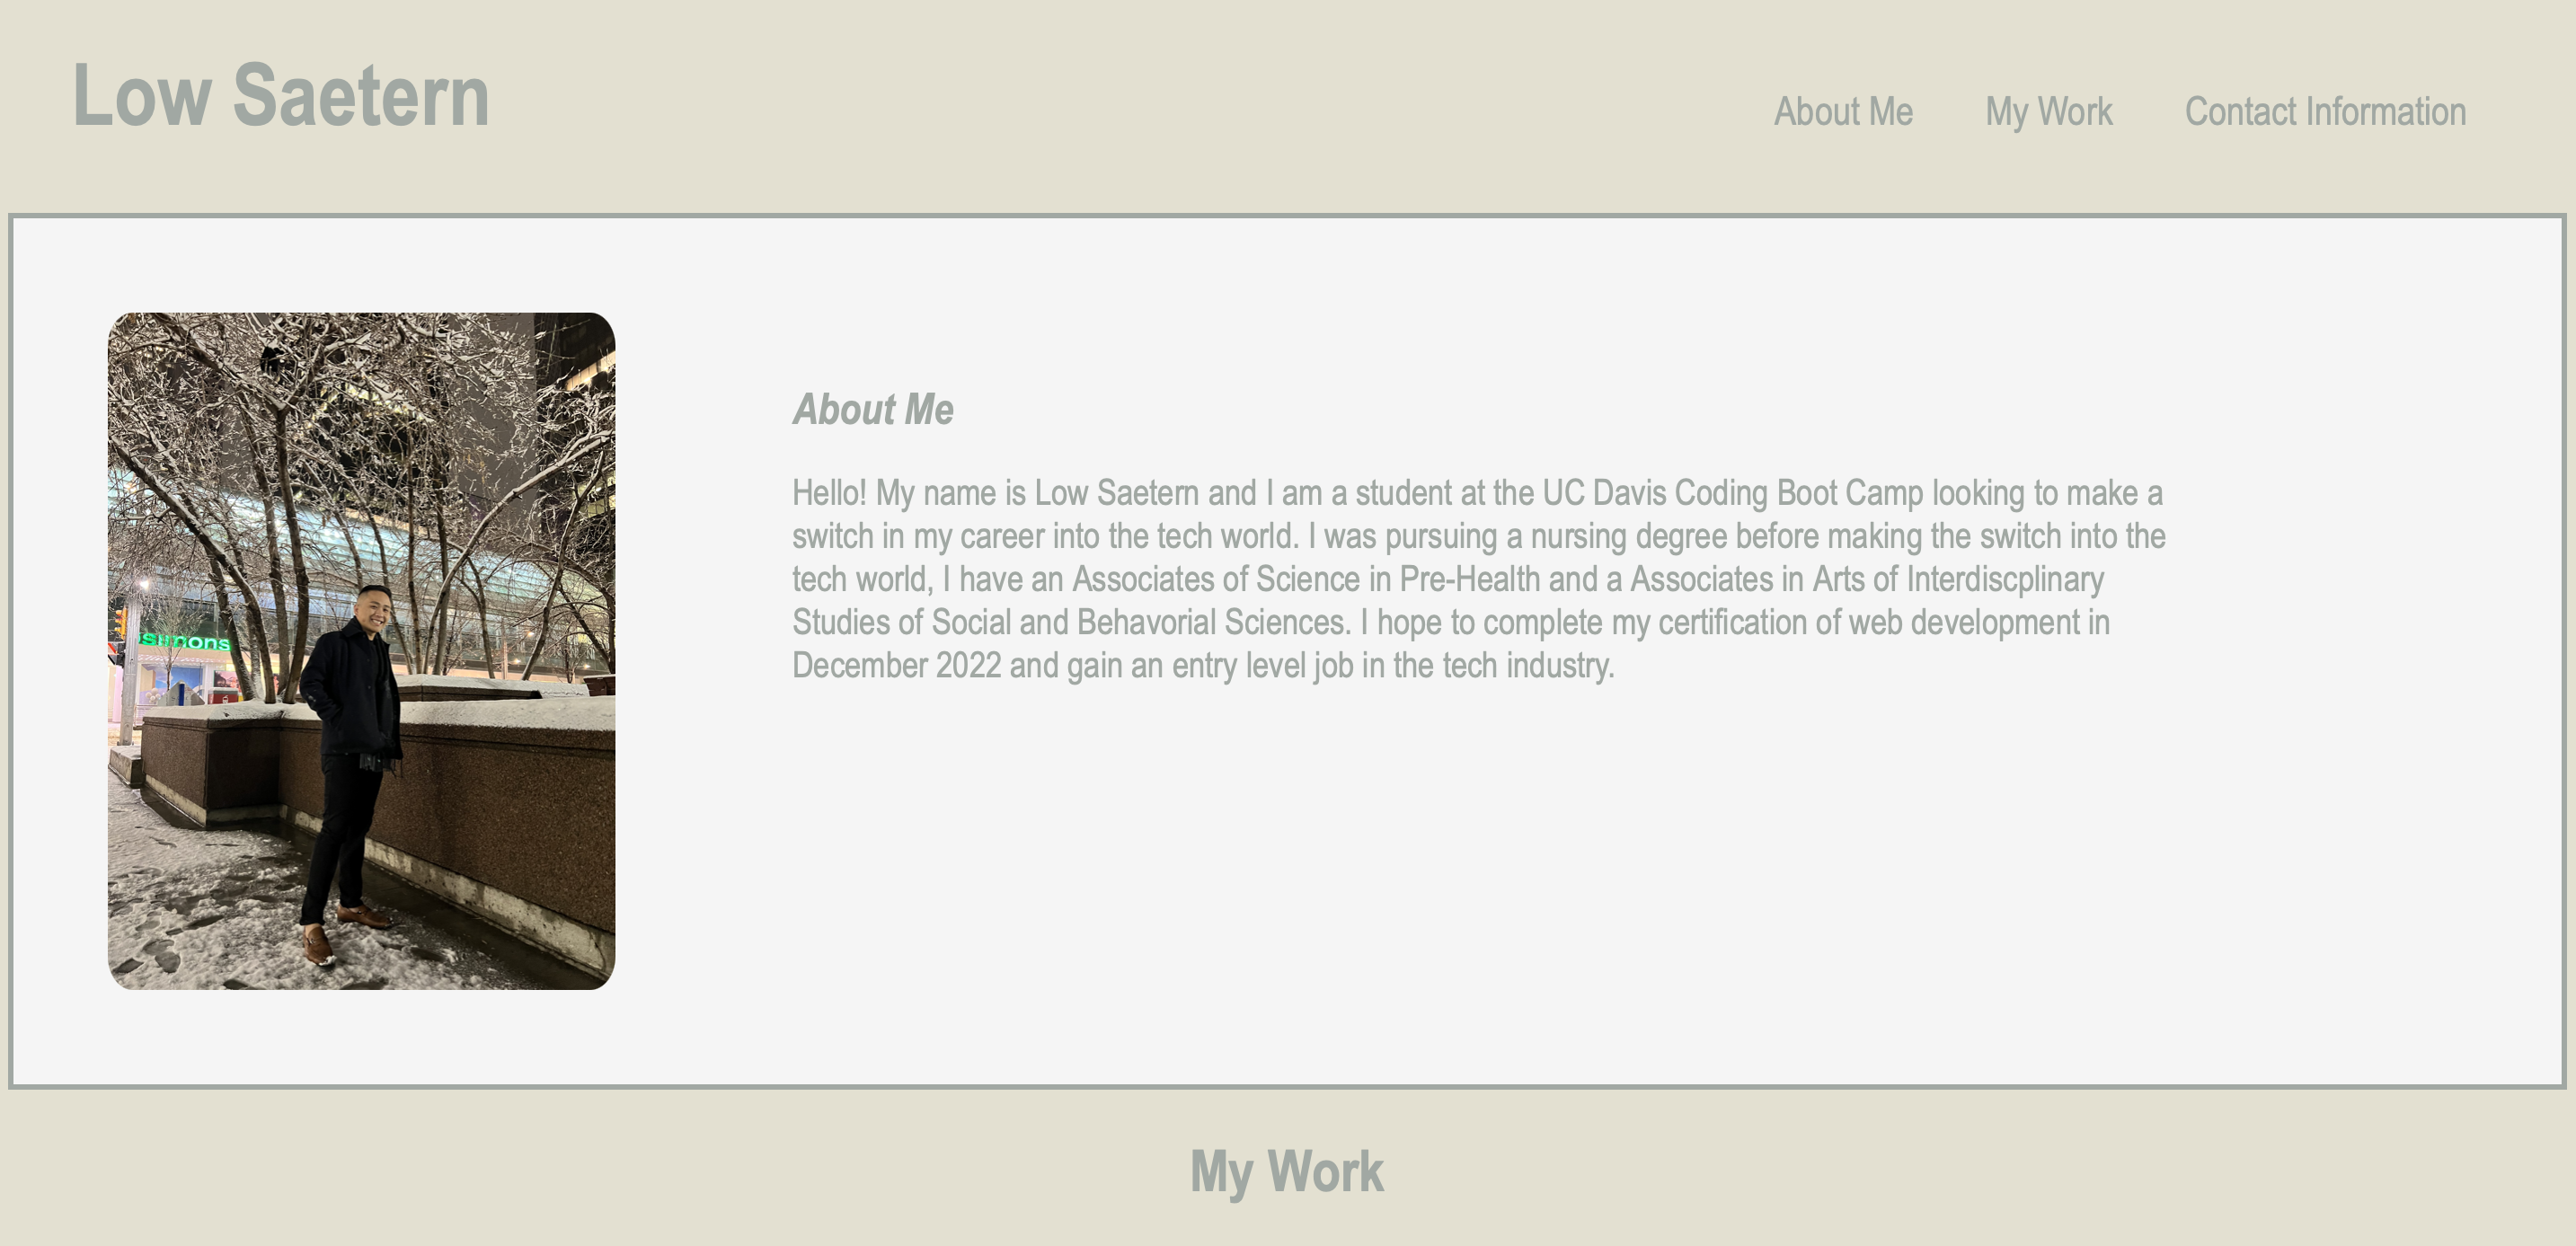 Low Saetern
About Me
My Work
Contact Information
simons
About Me
Hello! My name is Low Saetern and I am a student at the UC Davis Coding Boot Camp looking to make a
switch in my career into the tech world. I was pursuing a nursing degree before making the switch into the
tech world, I have an Associates of Science in Pre-Health and a Associates in Arts of Interdiscplinary
Studies of Social and Behavorial Sciences. I hope to complete my certification of web development in
December 2022 and gain an entry level job in the tech industry.
My Work